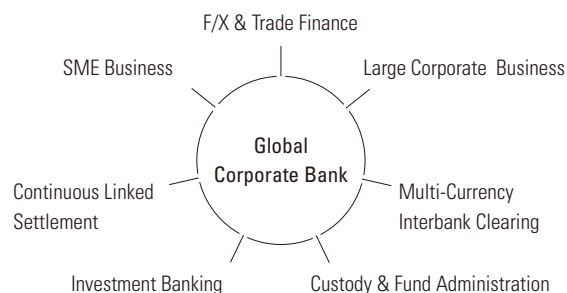 F/X & Trade Finance
SME Business
Large Corporate Business
Global
Corporate Bank
Continuous Linked
Settlement
Multi-Currency
Interbank Clearing
Investment Banking
Custody & Fund Administration